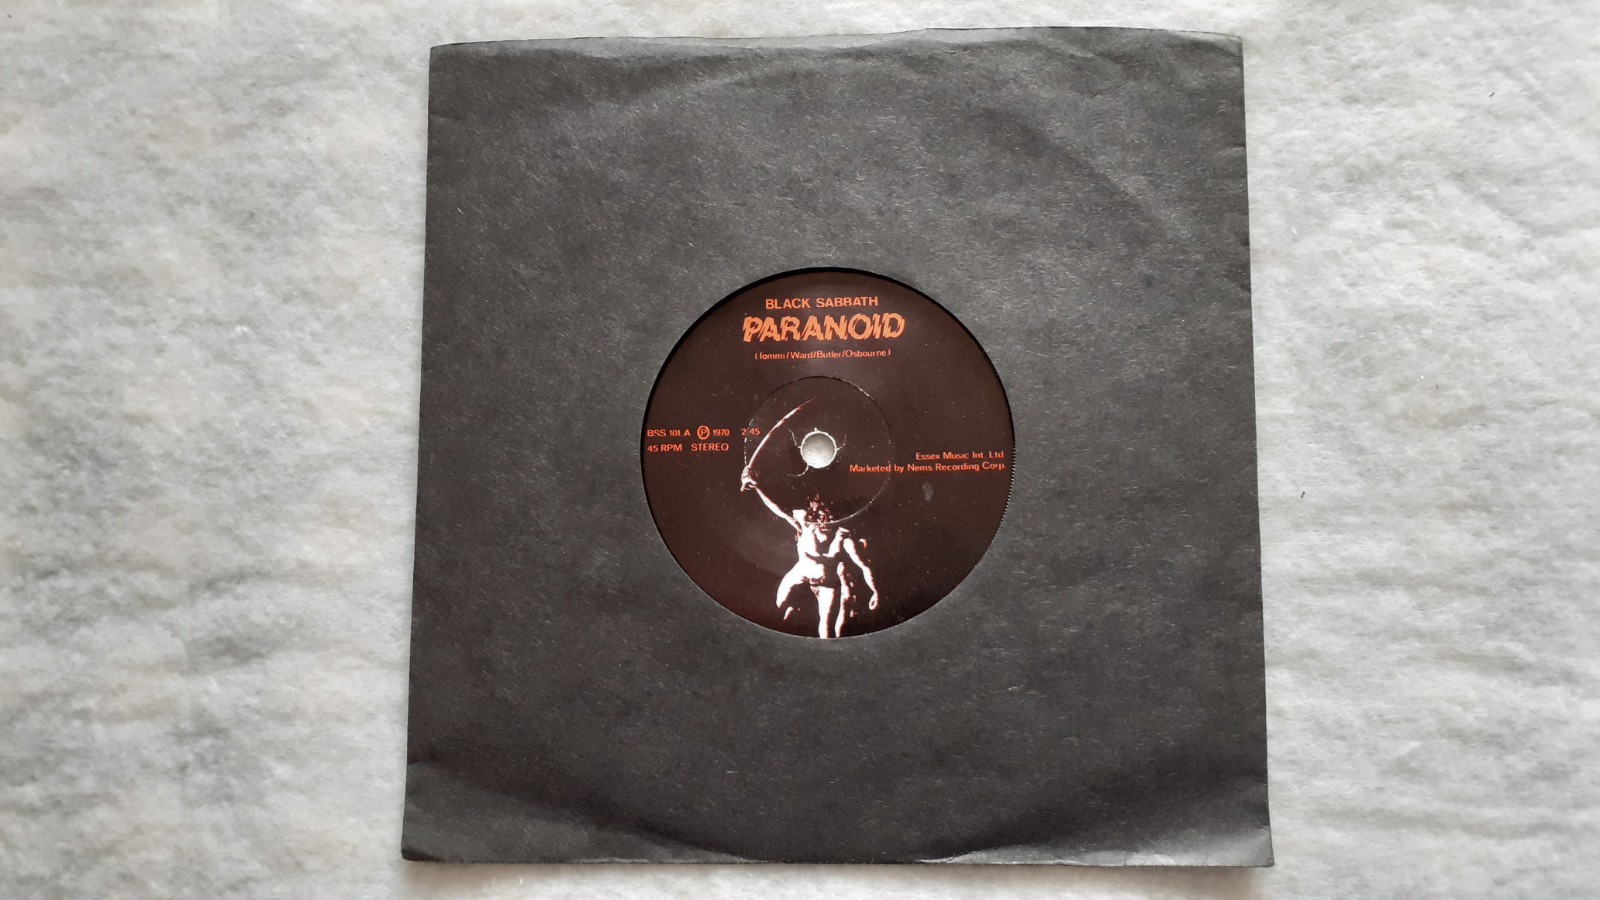 BLACK SABBATH
PARANOID
(Iommi/Ward/Butler/Osbourne)
BSS 101 A Ⓟ 1970 2:45
45 RPM STEREO
Essex Music Int. Ltd.
Marketed by Nems Recording Corp.